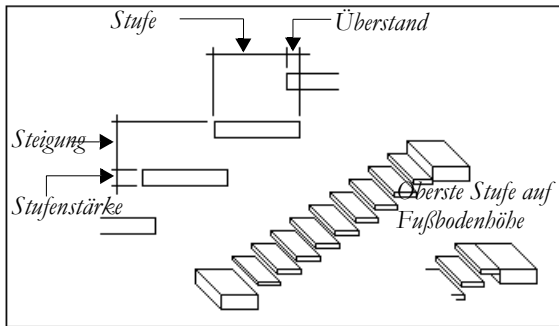 Stufe
Überstand
Steigung
Stufenstärke
Oberste Stufe auf
Fußbodenhöhe